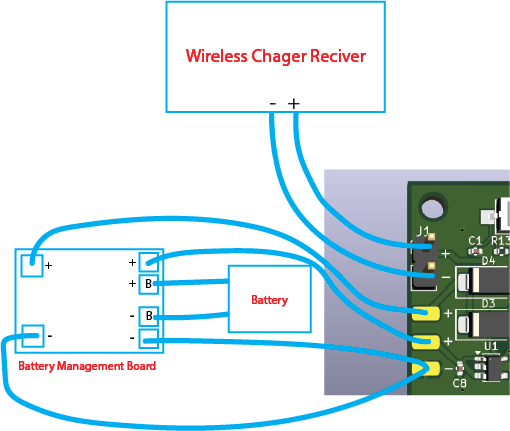 Wireless Chager Reciver
- +
J1
C1 R13
+
D4
-
+
+
B
-
B
-
+
-
Battery
Battery Management Board
+
D3
+
U1
-
C8